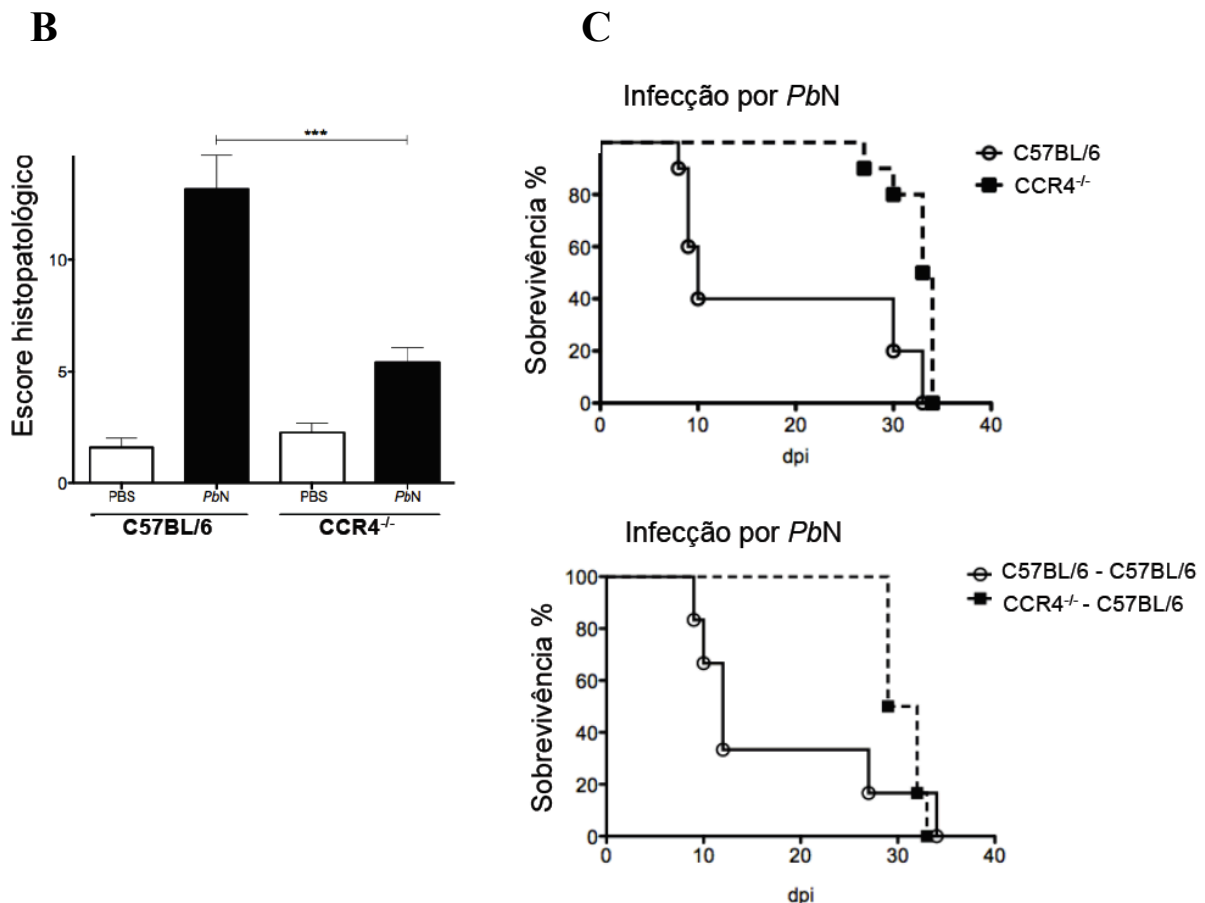 B
Escore histopatológico
10
5
0
***
PBS
PbN
PBS
PbN
C57BL/6
CCR4-/-
C
Infecção por PbN
Sobrevivência %
80
60
40
20
0
0
10
20
30
40
dpi
C57BL/6
CCR4-/-
Infecção por PbN
Sobrevivência %
100
80
60
40
20
0
0
10
20
30
40
dpi
C57BL/6 - C57BL/6
CCR4-/- - C57BL/6